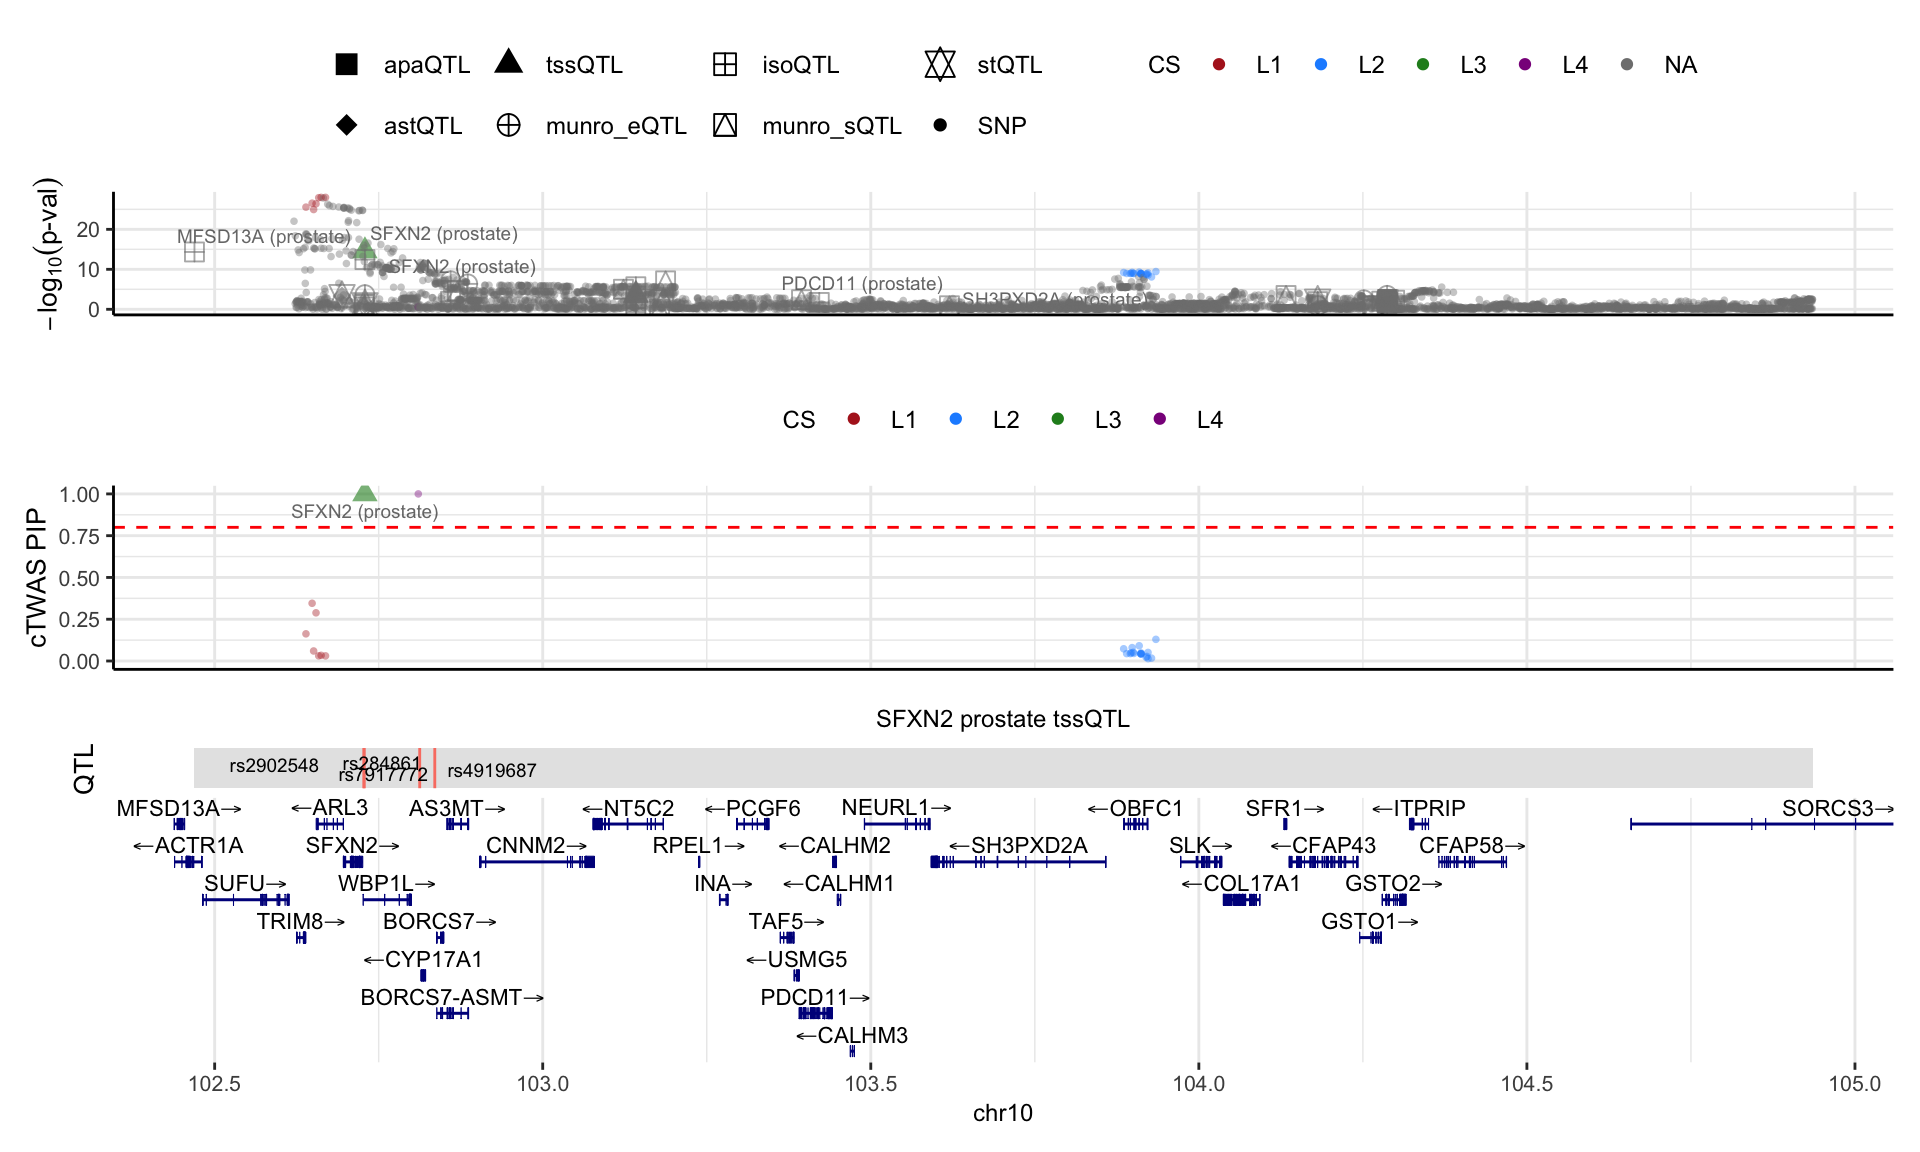 apaQTL tssQTL isoQTL stQTL CS L1 L2 L3 L4 NA
astQTL munro_eQTL munro_sQTL SNP
−log10(p-val)
20
10
0
MFSD13A (prostate)
SFXN2 (prostate)
SFXN2 (prostate)
PDCD11 (prostate)
SH3PXD2A (prostate)
CS L1 L2 L3 L4
cTWAS PIP
1.00
0.75
0.50
0.25
0.00
SFXN2 (prostate)
SFXN2 prostate tssQTL
QTL
rs2902548 rs284861 rs7917772 rs4919687
MFSD13A→ ←ARL3 AS3MT→ ←NT5C2 ←PCGF6 NEURL1→ ←OBFC1 SFR1→ ←ITPRIP SORCS3→
←ACTR1A SFXN2→ CNNM2→ RPEL1→ ←CALHM2 ←SH3PXD2A SLK→ ←CFAP43 CFAP58→
SUFU→ WBP1L→ INA→ ←CALHM1 ←COL17A1 GSTO2→
TRIM8→ BORCS7→ TAF5→ GSTO1→
←CYP17A1 ←USMG5
BORCS7-ASMT→ PDCD11→
←CALHM3
102.5 103.0 103.5 104.0 104.5 105.0
chr10